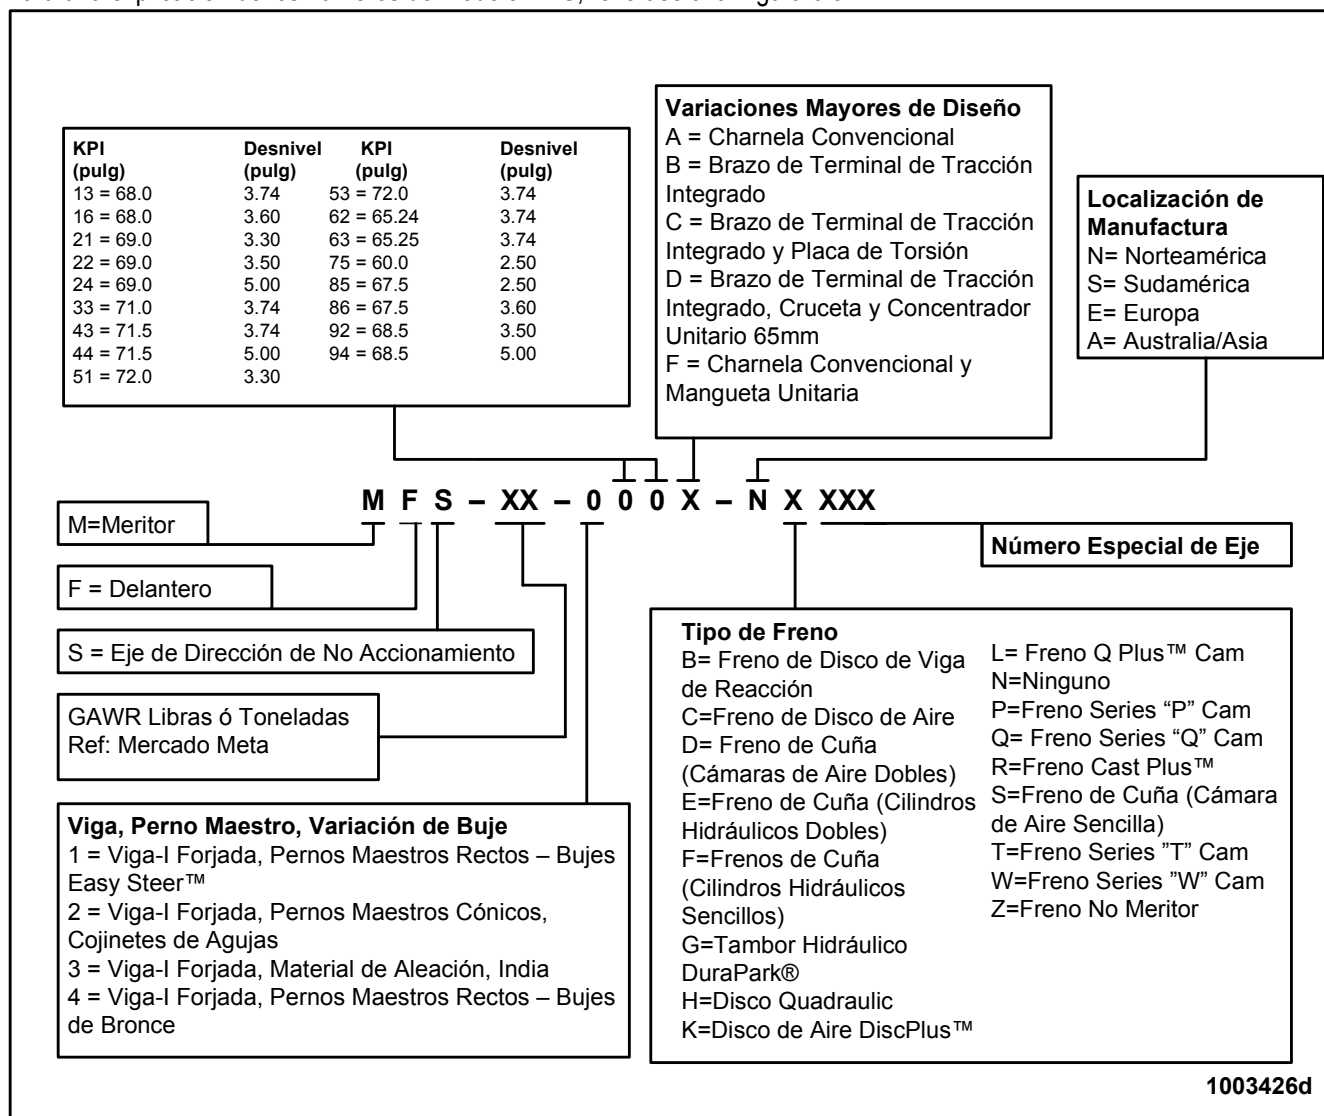 KPI Desnivel KPI Desnivel
(pulg) (pulg) (pulg) (pulg)
13 = 68.0 3.74 53 = 72.0 3.74
16 = 68.0 3.60 62 = 65.24 3.74
21 = 69.0 3.30 63 = 65.25 3.74
22 = 69.0 3.50 75 = 60.0 2.50
24 = 69.0 5.00 85 = 67.5 2.50
33 = 71.0 3.74 86 = 67.5 3.60
43 = 71.5 3.74 92 = 68.5 3.50
44 = 71.5 5.00 94 = 68.5 5.00
51 = 72.0 3.30
Variaciones Mayores de Diseño
A = Charnela Convencional
B = Brazo de Terminal de Tracción
Integrado
C = Brazo de Terminal de Tracción
Integrado y Placa de Torsión
D = Brazo de Terminal de Tracción
Integrado, Cruceta y Concentrador
Unitario 65mm
F = Charnela Convencional y
Mangueta Unitaria
Localización de
Manufactura
N= Norteamérica
S= Sudamérica
E= Europa
A= Australia/Asia
M F S – XX – 0 0 0 X – N X XXX
M=Meritor
F = Delantero
S = Eje de Dirección de No Accionamiento
GAWR Libras ó Toneladas
Ref: Mercado Meta
Viga, Perno Maestro, Variación de Buje
1 = Viga-I Forjada, Pernos Maestros Rectos – Bujes
Easy Steer™
2 = Viga-I Forjada, Pernos Maestros Cónicos,
Cojinetes de Agujas
3 = Viga-I Forjada, Material de Aleación, India
4 = Viga-I Forjada, Pernos Maestros Rectos – Bujes
de Bronce
Número Especial de Eje
Tipo de Freno
B= Freno de Disco de Viga
de Reacción
C=Freno de Disco de Aire
D= Freno de Cuña
(Cámaras de Aire Dobles)
E=Freno de Cuña (Cilindros
Hidráulicos Dobles)
F=Frenos de Cuña
(Cilindros Hidráulicos
Sencillos)
G=Tambor Hidráulico
DuraPark®
H=Disco Quadraulic
K=Disco de Aire DiscPlus™
L= Freno Q Plus™ Cam
N=Ninguno
P=Freno Series “P” Cam
Q= Freno Series “Q” Cam
R=Freno Cast Plus™
S=Freno de Cuña (Cámara
de Aire Sencilla)
T=Freno Series ”T” Cam
W=Freno Series ”W” Cam
Z=Freno No Meritor
1003426d